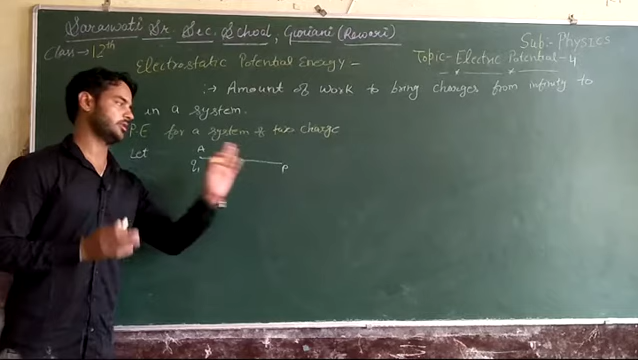 Saraswati Sr. Sec. School, Goriani (Rewari)
Class → 12th
Sub:- Physics
Topic - Electric Potential - 4
Electrostatic Potential Energy -
:→ Amount of work to bring charges from infinity to
in a system.
P.E for a system of two charge
Let
A
q1 P